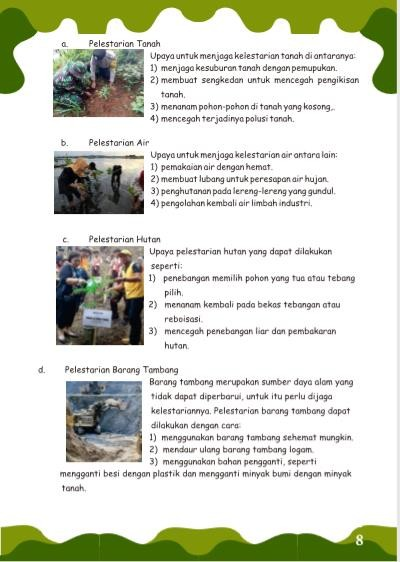 a. Pelestarian Tanah
Upaya untuk menjaga kelestarian tanah di antaranya:
1) menjaga kesuburan tanah dengan pemupukan.
2) membuat sengkedan untuk mencegah pengikisan
tanah.
3) menanam pohon-pohon di tanah yang kosong,.
4) mencegah terjadinya polusi tanah.
b. Pelestarian Air
Upaya untuk menjaga kelestarian air antara lain:
1) pemakaian air dengan hemat.
2) membuat lubang untuk peresapan air hujan.
3) penghutanan pada lereng-lereng yang gundul.
4) pengolahan kembali air limbah industri.
c. Pelestarian Hutan
Upaya pelestarian hutan yang dapat dilakukan
seperti:
1) penebangan memilih pohon yang tua atau tebang
pilih,
2) menanam kembali pada bekas tebangan atau
reboisasi.
3) mencegah penebangan liar dan pembakaran
hutan.
d. Pelestarian Barang Tambang
Barang tambang merupakan sumber daya alam yang
tidak dapat diperbarui, untuk itu perlu dijaga
kelestariannya. Pelestarian barang tambang dapat
dilakukan dengan cara:
1) menggunakan barang tambang sehemat mungkin.
2) mendaur ulang barang tambang logam.
3) menggunakan bahan pengganti, seperti
mengganti besi dengan plastik dan mengganti minyak bumi dengan minyak
tanah.
8